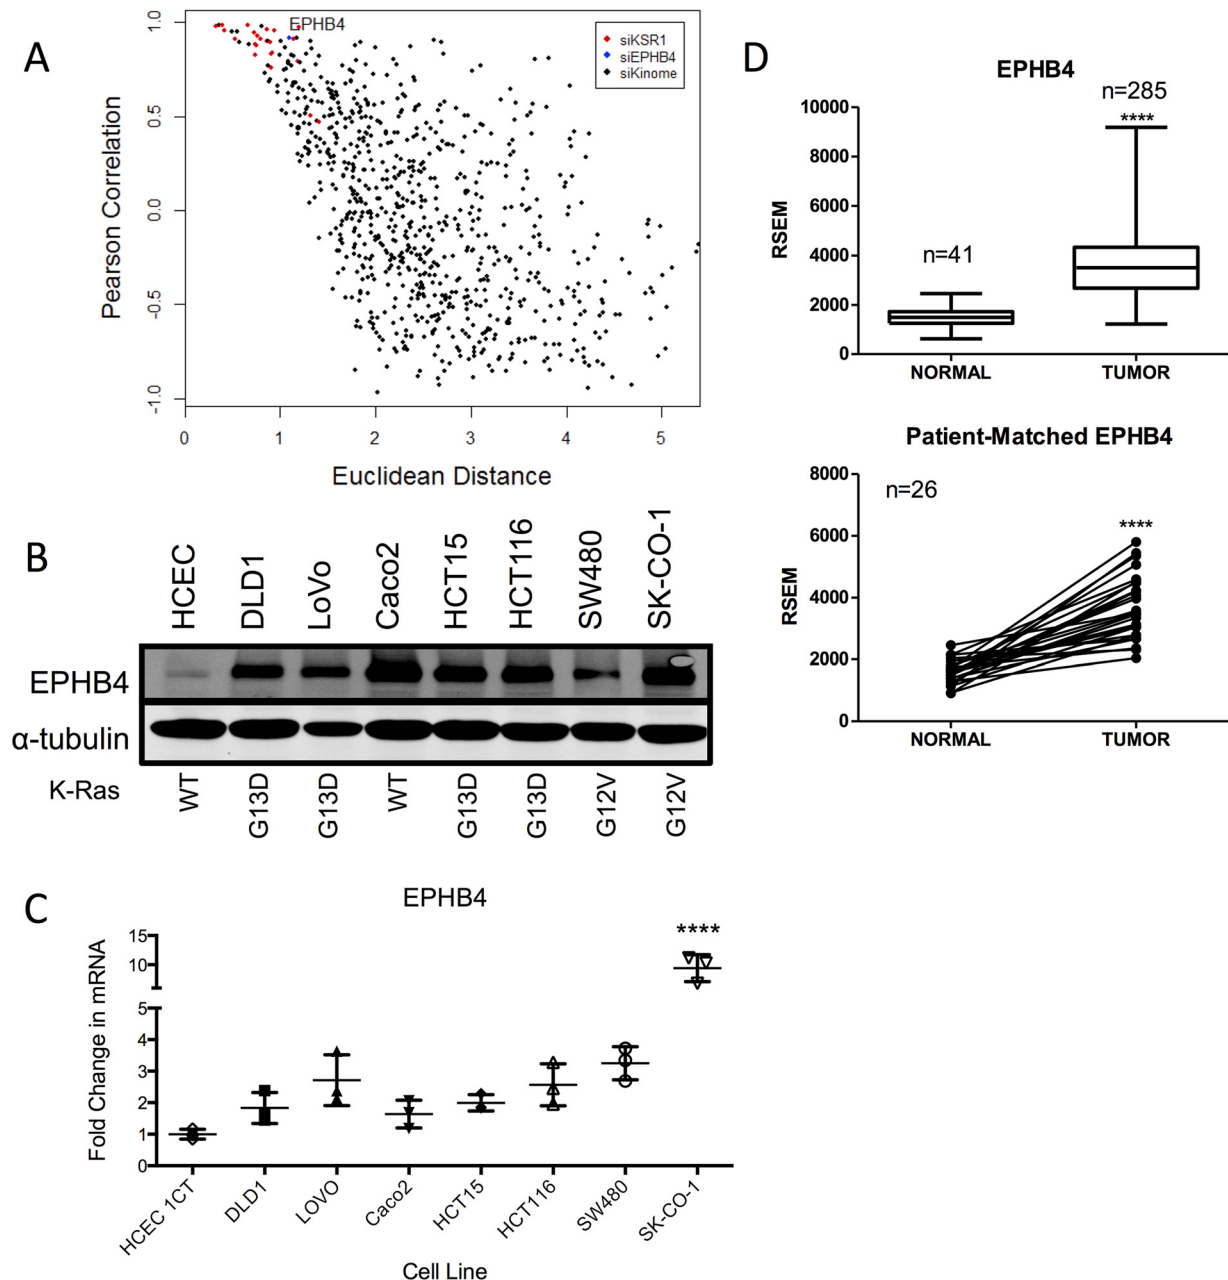 A
EPHB4
siKSR1
siEPHB4
siKinome
Pearson Correlation
1.0
0.5
0.0
-0.5
-1.0
0 1 2 3 4 5
Euclidean Distance
B
HCEC DLD1 LoVo Caco2 HCT15 HCT116 SW480 SK-CO-1
EPHB4
α-tubulin
K-Ras WT G13D G13D WT G13D G13D G12V G12V
C
EPHB4
****
Fold Change in mRNA
15
10
5
4
3
2
1
0
HCEC 1CT DLD1 LOVO Caco2 HCT15 HCT116 SW480 SK-CO-1
Cell Line
D
EPHB4
n=285
****
n=41
RSEM
10000
8000
6000
4000
2000
0
NORMAL TUMOR
Patient-Matched EPHB4
n=26
****
RSEM
8000
6000
4000
2000
0
NORMAL TUMOR